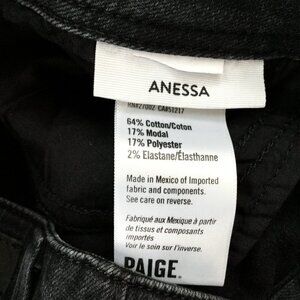 ANESSA
RN#27002 CA#51217
64% Cotton/Coton
17% Modal
17% Polyester
2% Elastane/Élasthanne
Made in Mexico of Imported
fabric and components.
See care on reverse.
Fabriqué aux Mexique à partir
de tissus et composants
importés
Voir le soin sur l'inverse.
PAIGE.